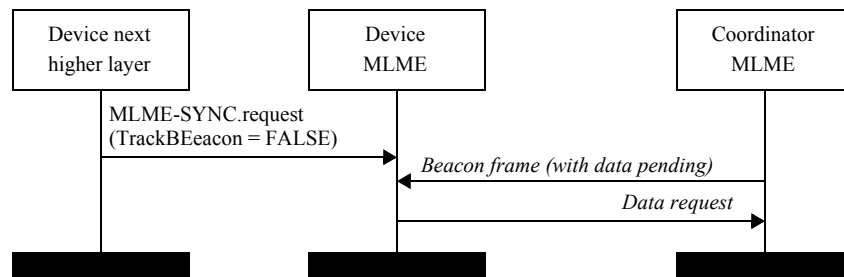 Device next
higher layer
Device
MLME
Coordinator
MLME
MLME-SYNC.request
(TrackBEeacon = FALSE)
Beacon frame (with data pending)
Data request